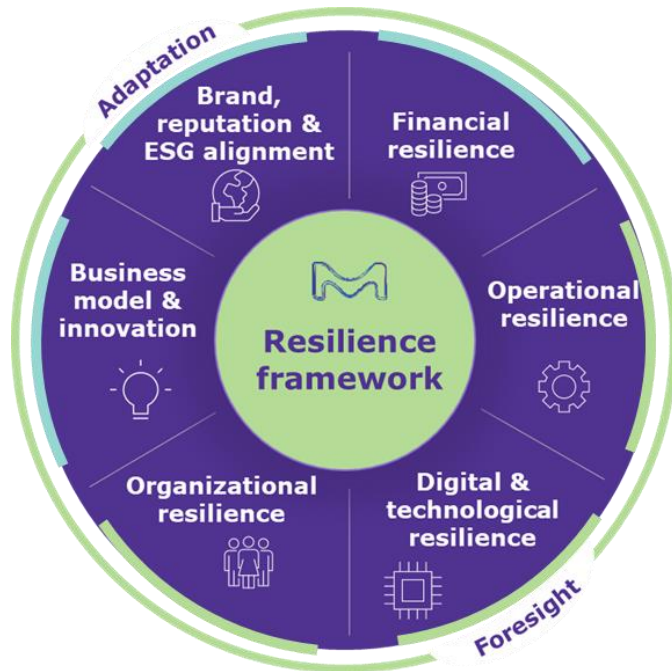 Adaptation
Brand,
reputation &
ESG alignment
Financial
resilience
Business
model &
innovation
Resilience
framework
Operational
resilience
Organizational
resilience
Digital &
technological
resilience
Foresight